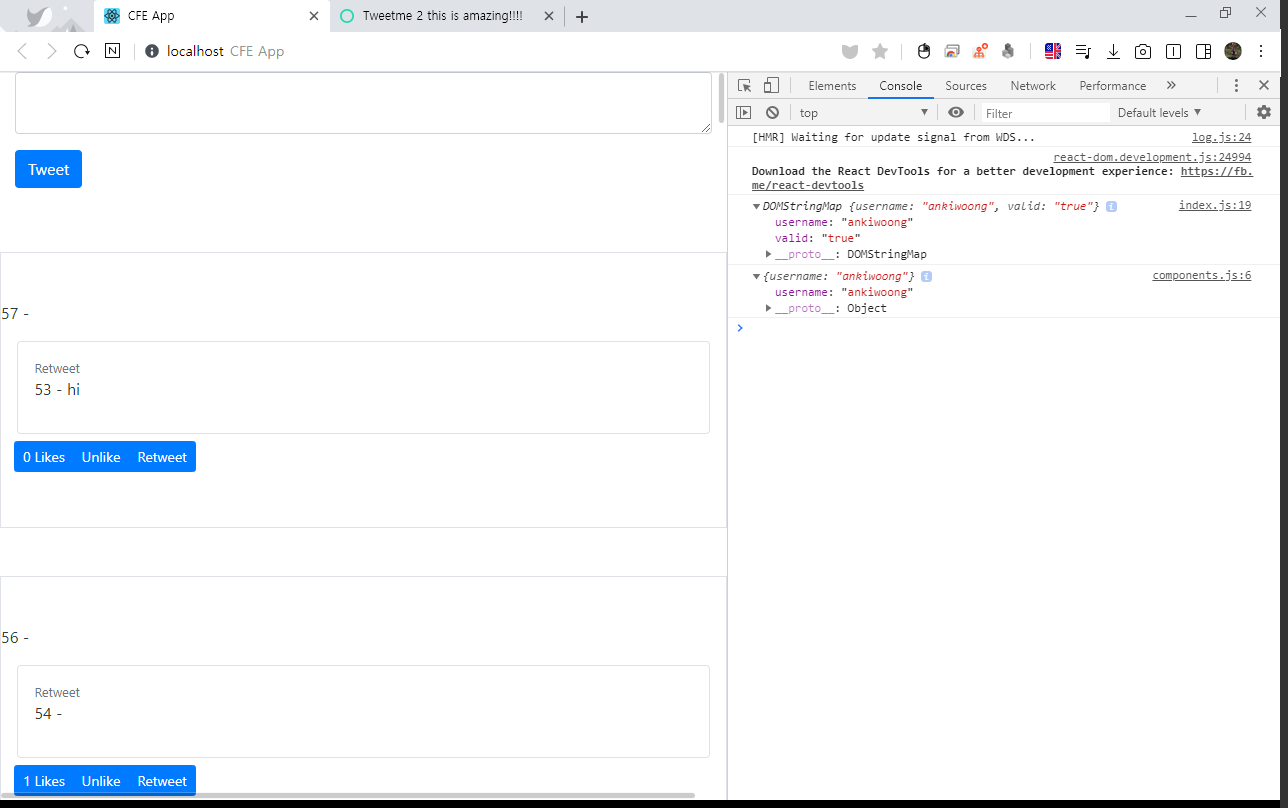 CFE App
Tweetme 2 this is amazing!!!!
N
localhost CFE App
Tweet
57 -
Retweet
53 - hi
0 Likes Unlike Retweet
56 -
Retweet
54 -
1 Likes Unlike Retweet
Elements Console Sources Network Performance »
top Filter Default levels
[HMR] Waiting for update signal from WDS... log.js:24
react-dom.development.js:24994
Download the React DevTools for a better development experience: https://fb.
me/react-devtools
DOMStringMap {username: "ankiwoong", valid: "true"} i index.js:19
username: "ankiwoong"
valid: "true"
__proto__: DOMStringMap
{username: "ankiwoong"} i components.js:6
username: "ankiwoong"
__proto__: Object